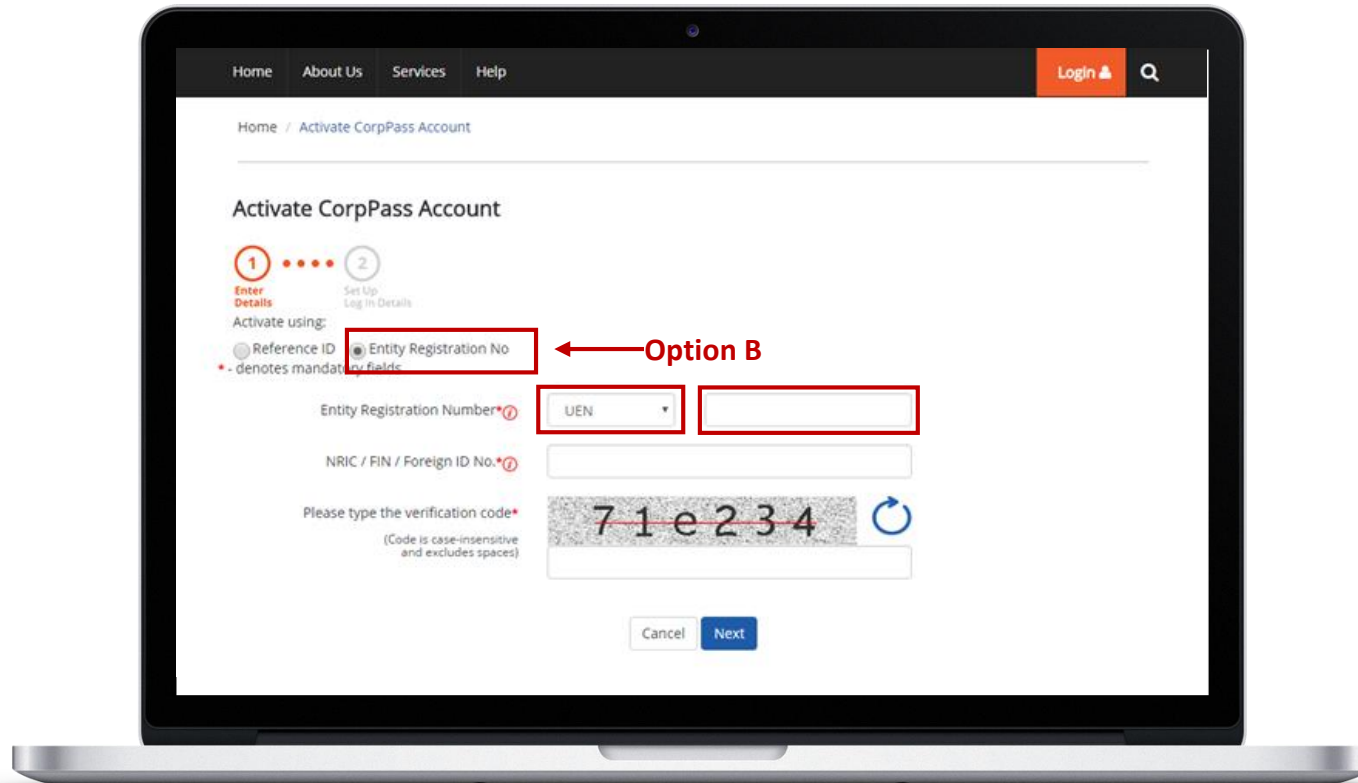 Home About Us Services Help Login
Home / Activate CorpPass Account
Activate CorpPass Account
1 2
Enter Details
Set Up Log In Details
Activate using:
Reference ID Entity Registration No
Option B
* - denotes mandatory fields
Entity Registration Number* i UEN
NRIC / FIN / Foreign ID No.* i
Please type the verification code* 71e234
(Code is case-insensitive
and excludes spaces)
Cancel Next